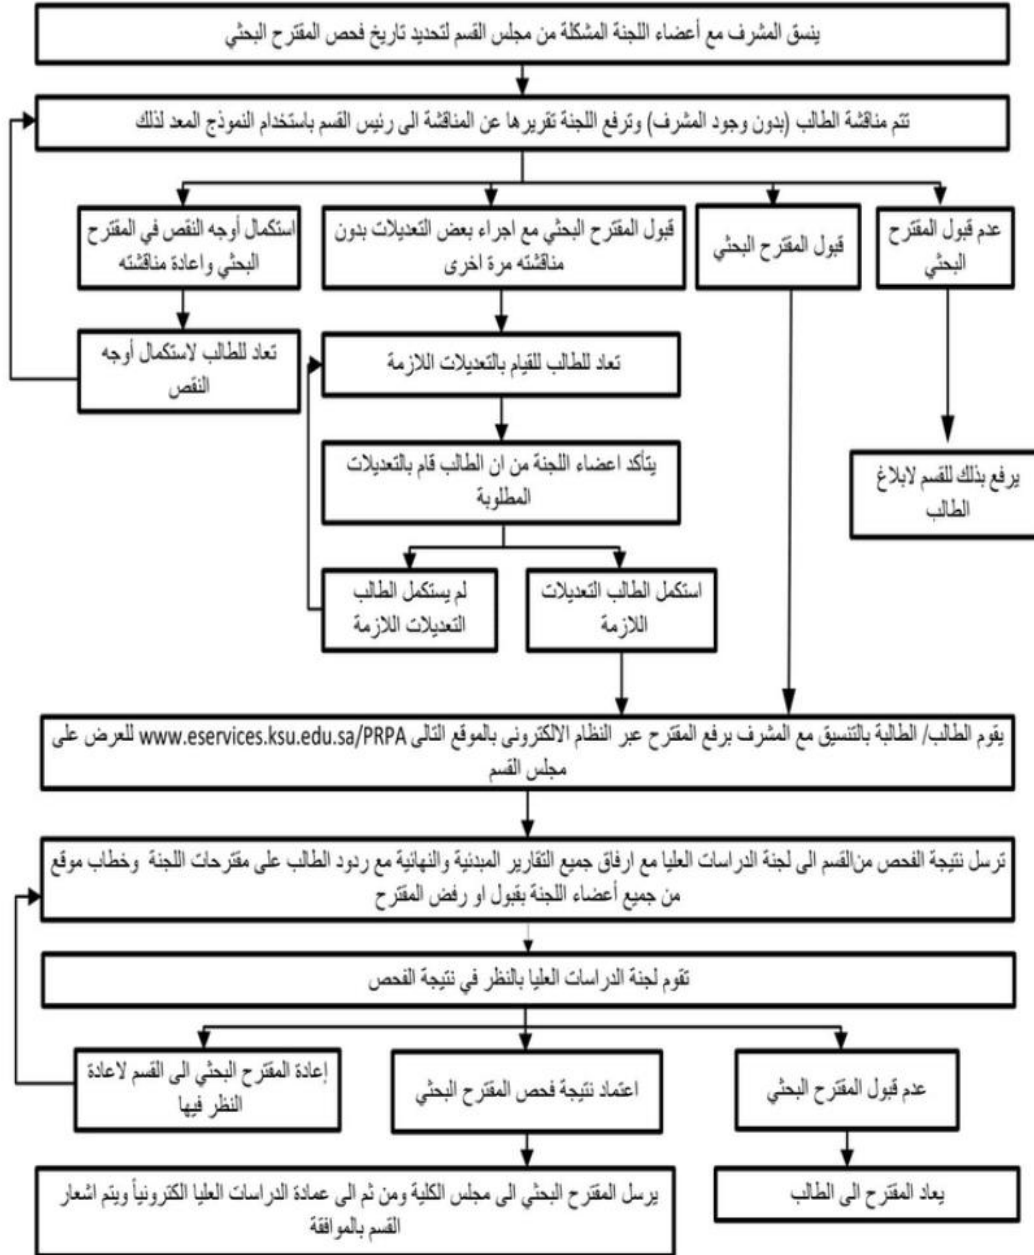 ينسق المشرف مع أعضاء اللجنة المشكلة من مجلس القسم لتحديد تاريخ فحص المقترح البحثي
تتم مناقشة الطالب (بدون وجود المشرف) وترفع اللجنة تقريرها عن المناقشة الى رئيس القسم باستخدام النموذج المعد لذلك
عدم قبول المقترح
البحثي
قبول المقترح البحثي
قبول المقترح البحثي مع اجراء بعض التعديلات بدون
مناقشته مرة اخرى
استكمال أوجه النقص في المقترح
البحثي واعادة مناقشته
تعاد للطالب للقيام بالتعديلات اللازمة
تعاد للطالب لاستكمال أوجه
النقص
يتأكد اعضاء اللجنة من ان الطالب قام بالتعديلات
المطلوبة
يرفع بذلك للقسم لابلاغ
الطالب
استكمل الطالب التعديلات
اللازمة
لم يستكمل الطالب
التعديلات اللازمة
يقوم الطالب/ الطالبة بالتنسيق مع المشرف برفع المقترح عبر النظام الالكترونى بالموقع التالى www.eservices.ksu.edu.sa/PRPA للعرض على
مجلس القسم
ترسل نتيجة الفحص من القسم الى لجنة الدراسات العليا مع ارفاق جميع التقارير المبدئية والنهائية مع ردود الطالب على مقترحات اللجنة وخطاب موقع
من جميع أعضاء اللجنة بقبول او رفض المقترح
تقوم لجنة الدراسات العليا بالنظر في نتيجة الفحص
عدم قبول المقترح البحثي
اعتماد نتيجة فحص المقترح البحثي
إعادة المقترح البحثي الى القسم لاعادة
النظر فيها
يعاد المقترح الى الطالب
يرسل المقترح البحثي الى مجلس الكلية ومن ثم الى عمادة الدراسات العليا الكترونياً ويتم اشعار
القسم بالموافقة